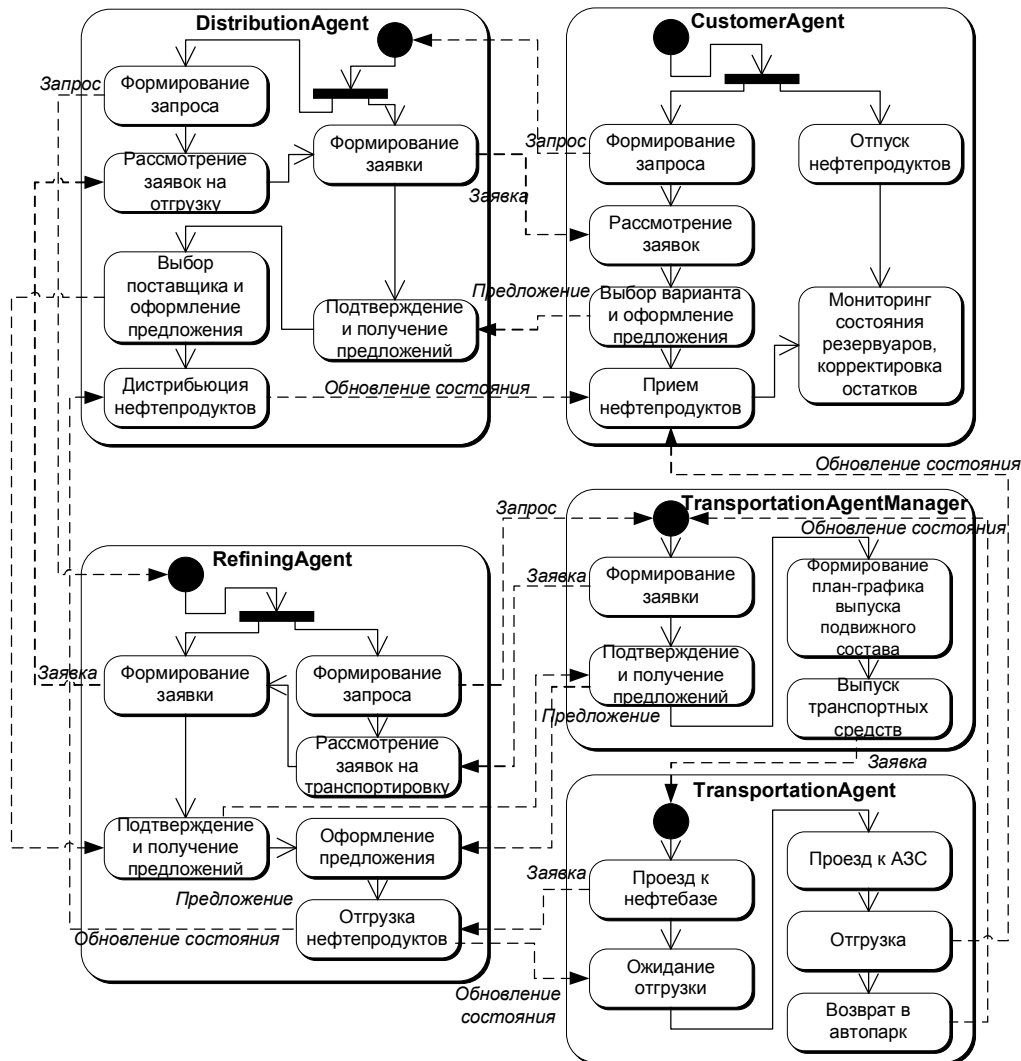 DistributionAgent
Запрос
Формирование
запроса
Рассмотрение
заявок на
отгрузку
Формирование
заявки
Заявка
Выбор
поставщика и
оформление
предложения
Подтверждение
и получение
предложений
Дистрибьюция
нефтепродуктов
Обновление состояния
CustomerAgent
Запрос
Формирование
запроса
Отпуск
нефтепродуктов
Рассмотрение
заявок
Предложение
Выбор варианта
и оформление
предложения
Мониторинг
состояния
резервуаров,
корректировка
остатков
Прием
нефтепродуктов
Обновление состояния
RefiningAgent
Заявка
Формирование
заявки
Формирование
запроса
Рассмотрение
заявок на
транспортировку
Подтверждение
и получение
предложений
Оформление
предложения
Предложение
Отгрузка
нефтепродуктов
Обновление состояния
Обновление
состояния
Запрос
TransportationAgentManager
Обновление состояния
Заявка
Формирование
заявки
Формирование
план-графика
выпуска
подвижного
состава
Подтверждение
и получение
предложений
Предложение
Выпуск
транспортных
средств
Заявка
TransportationAgent
Заявка
Проезд к
нефтебазе
Проезд к АЗС
Ожидание
отгрузки
Отгрузка
Возврат в
автопарк